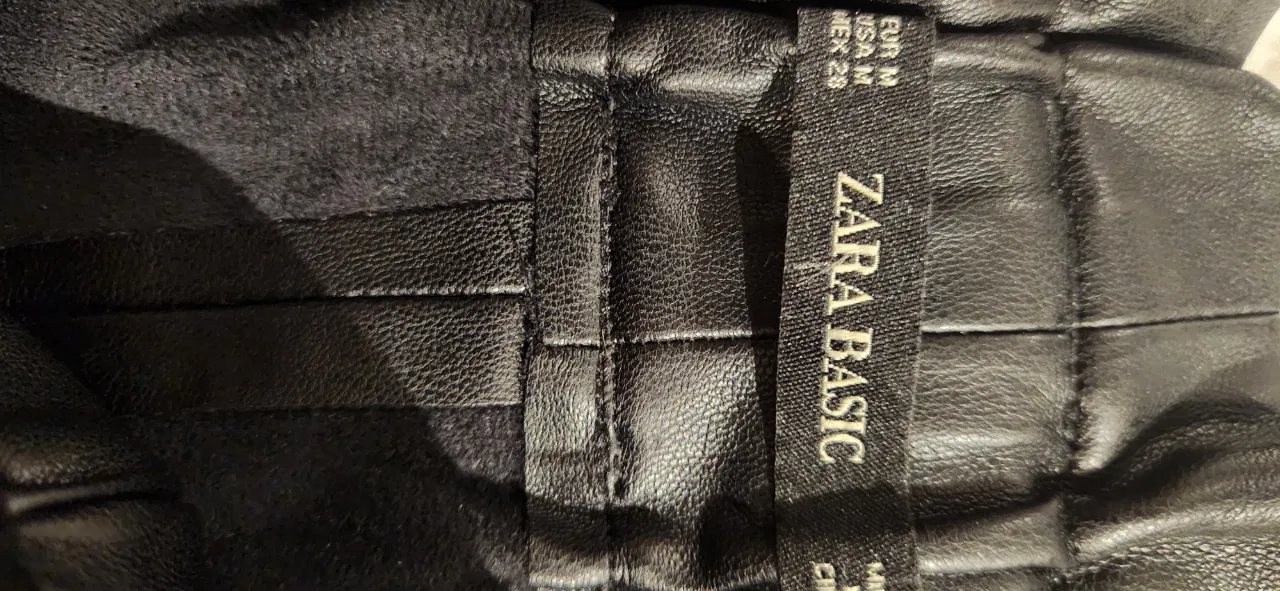 EUR M
USA M
MEX 28
ZARA BASIC